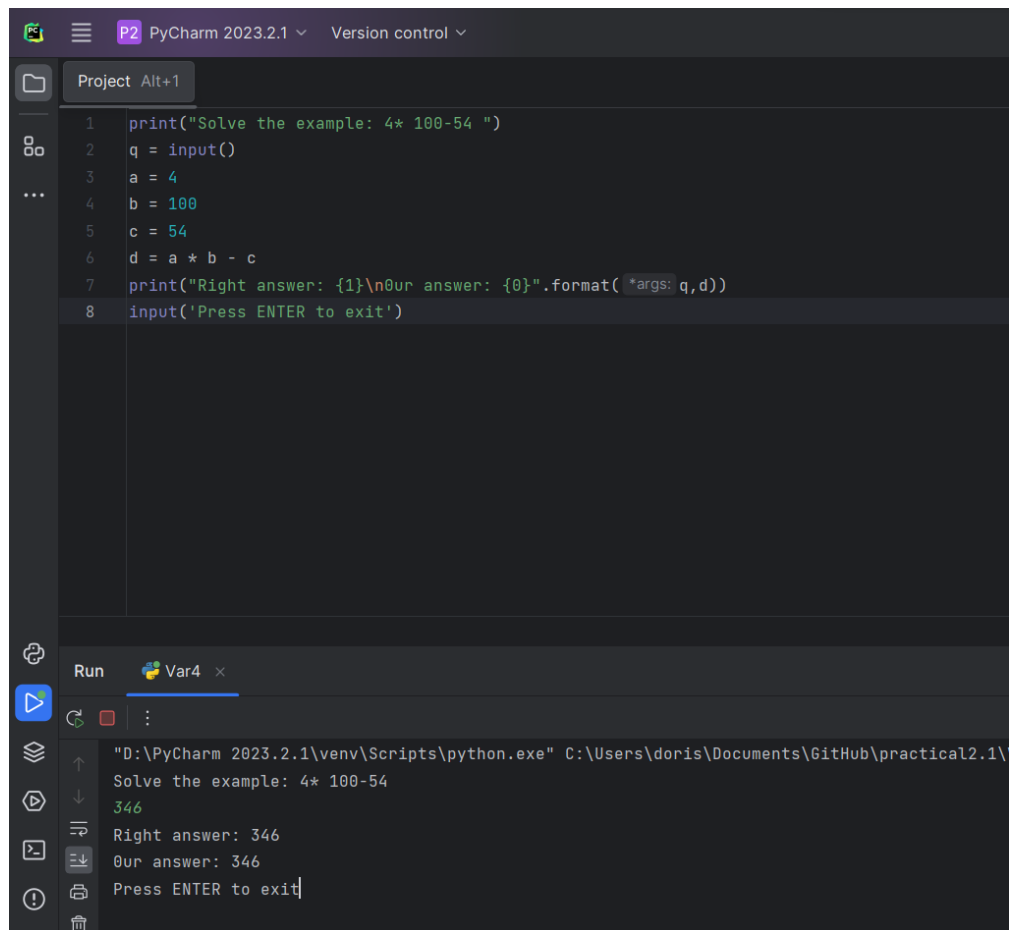 PC P2 PyCharm 2023.2.1 Version control
Project Alt+1
1 print("Solve the example: 4* 100-54 ")
2 q = input()
3 a = 4
4 b = 100
5 c = 54
6 d = a * b - c
7 print("Right answer: {1}\n0ur answer: {0}".format( *args: q,d))
8 input('Press ENTER to exit')
Run Var4
"D:\PyCharm 2023.2.1\venv\Scripts\python.exe" C:\Users\doris\Documents\GitHub\practical2.1\
Solve the example: 4* 100-54
346
Right answer: 346
0ur answer: 346
Press ENTER to exit